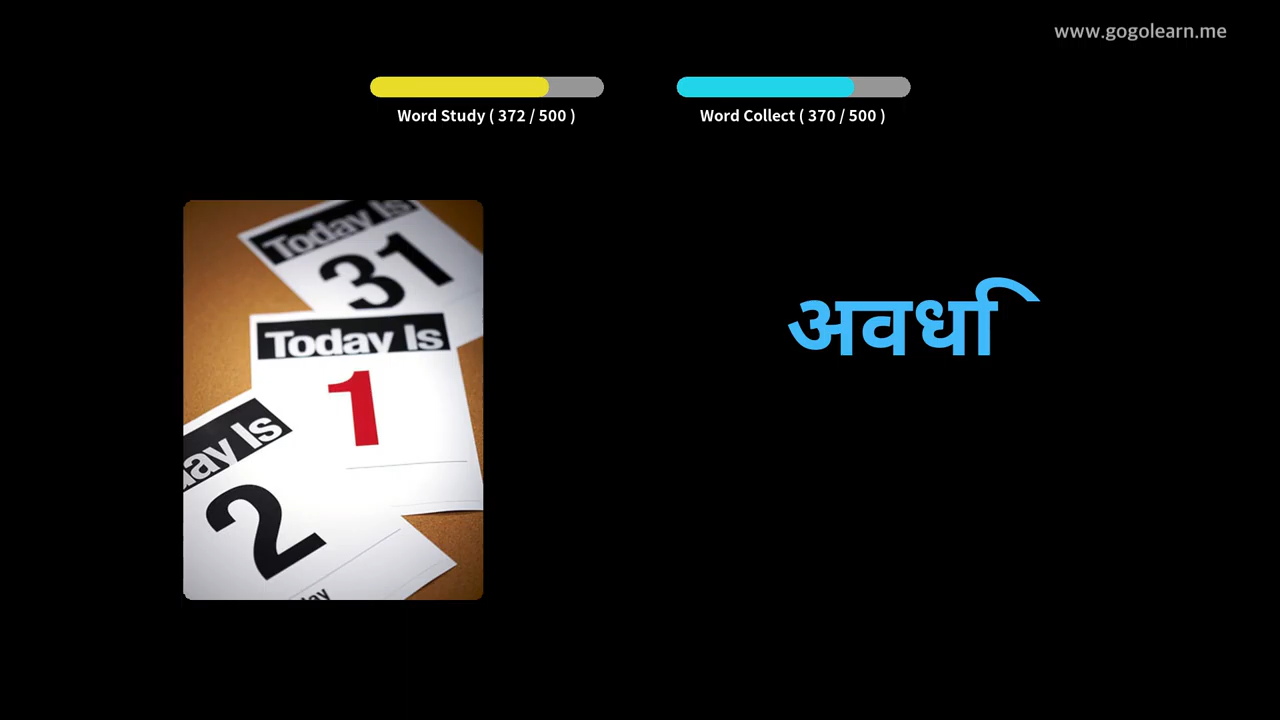 www.gogolearn.me
Word Study ( 372 / 500 )
Word Collect ( 370 / 500 )
Today Is
31
Today Is
1
ay Is
2
अवधि